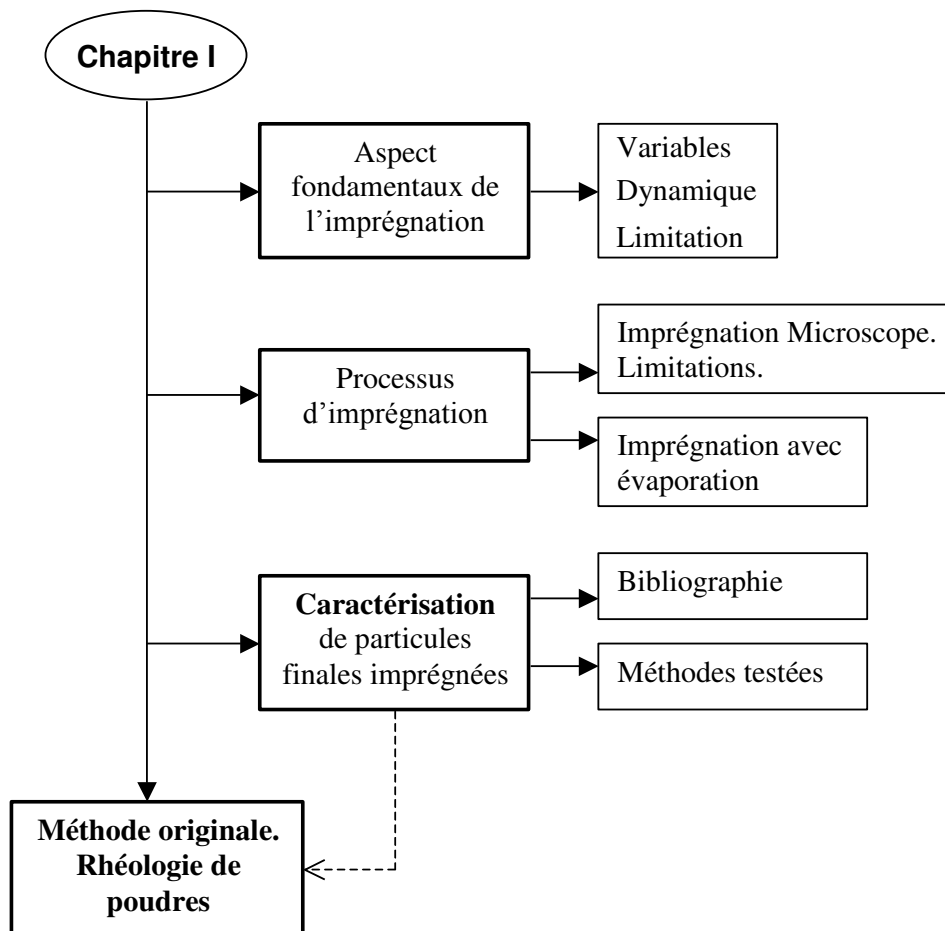 Chapitre I
Aspect
fondamentaux de
l’imprégnation
Variables
Dynamique
Limitation
Processus
d’imprégnation
Imprégnation Microscope.
Limitations.
Imprégnation avec
évaporation
Caractérisation
de particules
finales imprégnées
Bibliographie
Méthodes testées
Méthode originale.
Rhéologie de
poudres